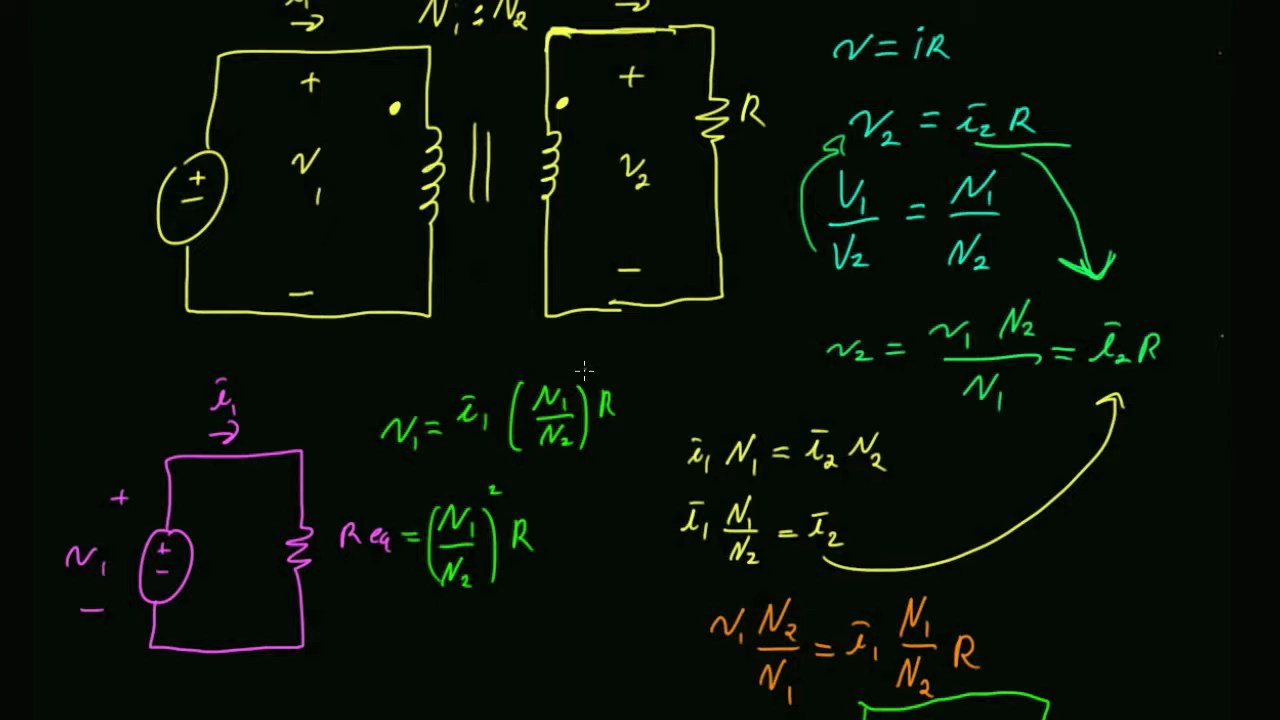 i₁
N₁ : N₂
+
+
v = iR
R
v₂ = i₂ R
+
−
v₁
v₂
V₁/V₂ = N₁/N₂
−
−
v₂ = v₁ N₂/N₁ = i₂ R
i₁
v₁ = i₁ (N₁/N₂) R
i₁ N₁ = i₂ N₂
+
i₁ N₁/N₂ = i₂
Req = (N₁/N₂)² R
v₁
+
−
−
v₁ N₂/N₁ = i₁ N₁/N₂ R